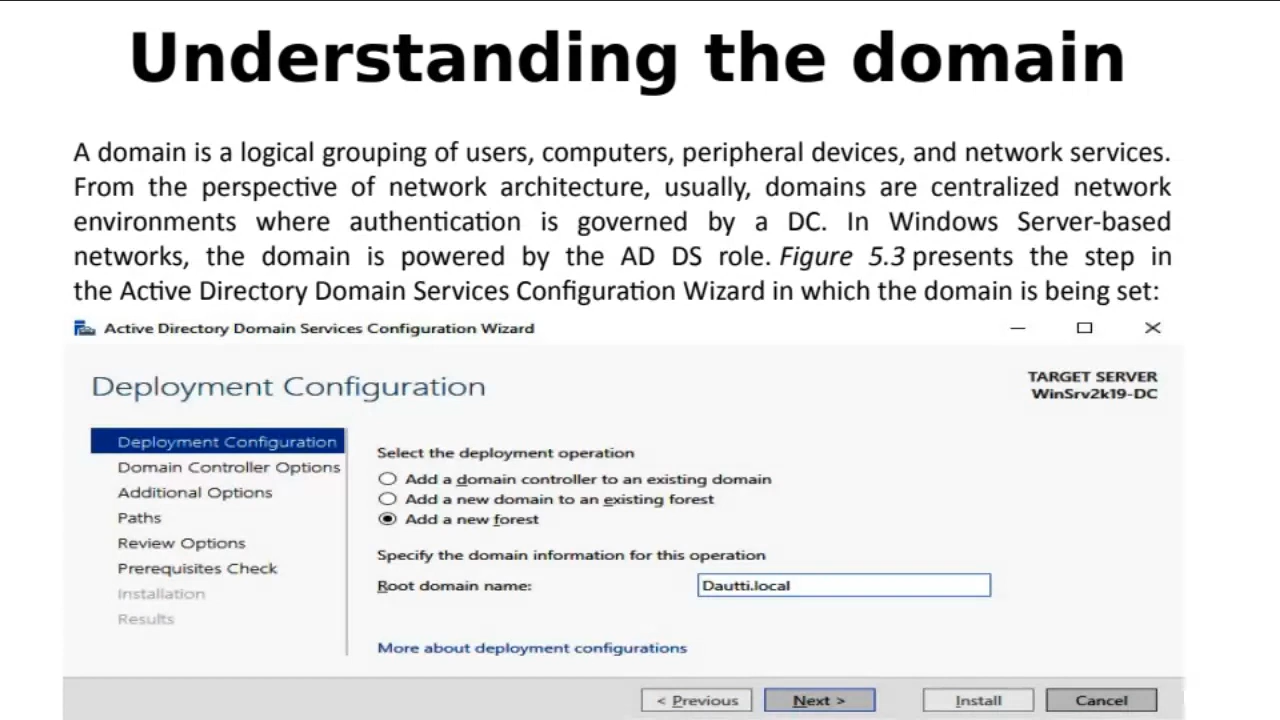 Understanding the domain
A domain is a logical grouping of users, computers, peripheral devices, and network services.
From the perspective of network architecture, usually, domains are centralized network
environments where authentication is governed by a DC. In Windows Server-based
networks, the domain is powered by the AD DS role. Figure 5.3 presents the step in
the Active Directory Domain Services Configuration Wizard in which the domain is being set:
Active Directory Domain Services Configuration Wizard
Deployment Configuration
TARGET SERVER
WinSrv2k19-DC
Deployment Configuration
Domain Controller Options
Additional Options
Paths
Review Options
Prerequisites Check
Installation
Results
Select the deployment operation
Add a domain controller to an existing domain
Add a new domain to an existing forest
Add a new forest
Specify the domain information for this operation
Root domain name: Dautti.local
More about deployment configurations
< Previous Next > Install Cancel